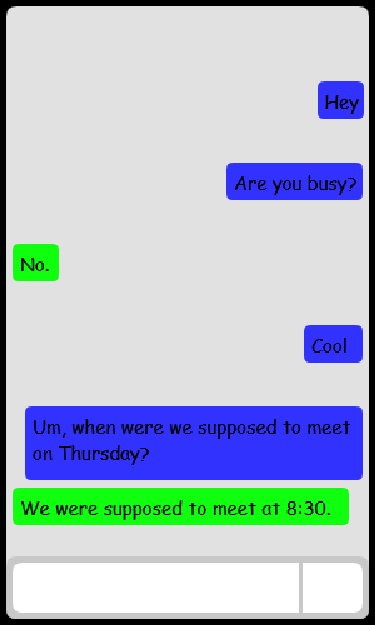 Hey
Are you busy?
No.
Cool
Um, when were we supposed to meet
on Thursday?
We were supposed to meet at 8:30.